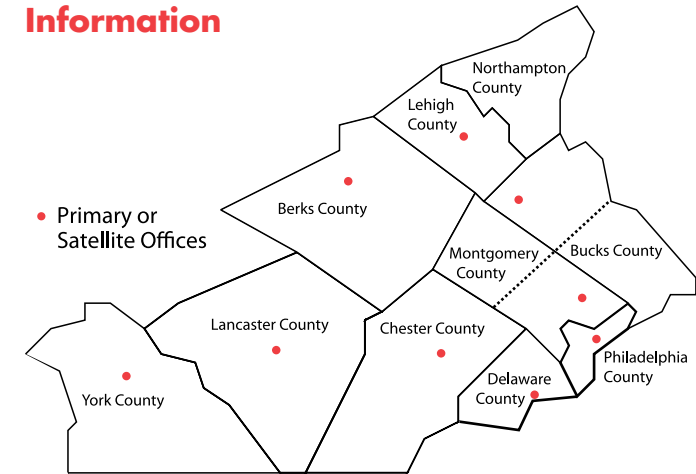 Information
Northampton
County
Lehigh
County
Berks County
Primary or
Satellite Offices
Montgomery
County
Bucks County
Lancaster County
Chester County
Philadelphia
County
Delaware
County
York County